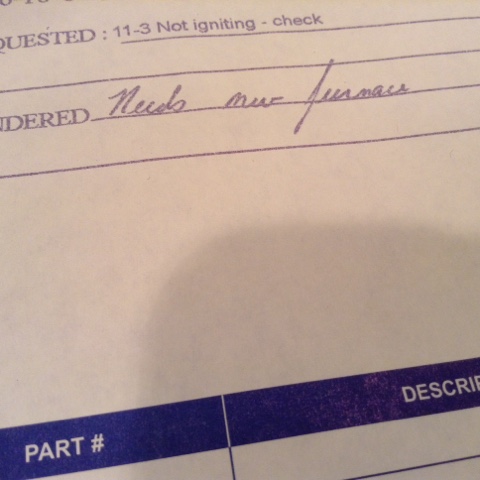 QUESTED : 11-3 Not igniting - check
NDERED Needs new furnace
PART # DESCRIP